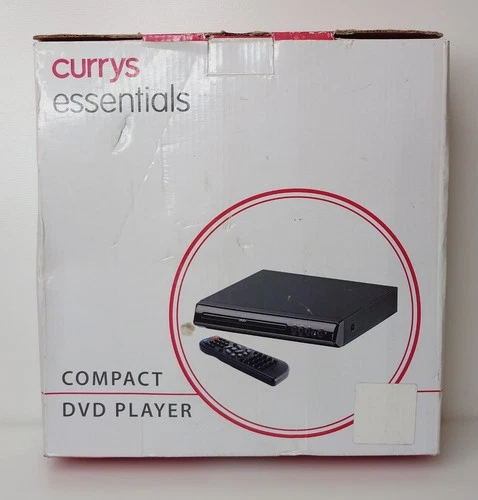 currys
essentials
COMPACT
DVD PLAYER